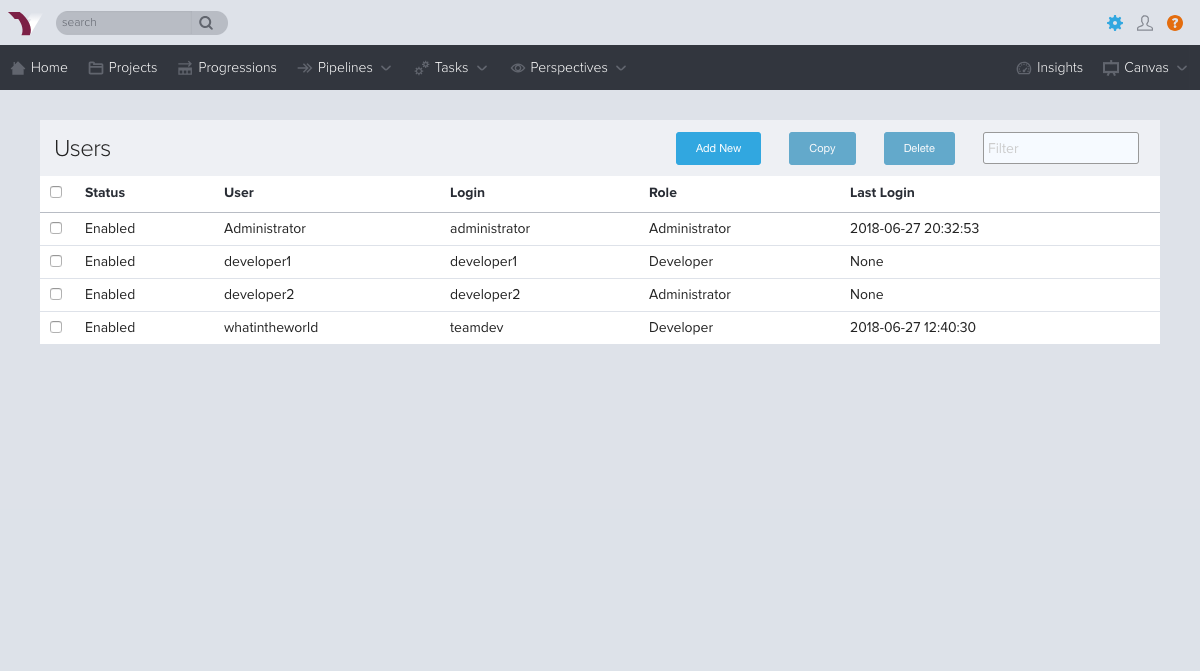 search
?
Home Projects Progressions Pipelines Tasks Perspectives Insights Canvas
Users Add New Copy Delete Filter
Status User Login Role Last Login
Enabled Administrator administrator Administrator 2018-06-27 20:32:53
Enabled developer1 developer1 Developer None
Enabled developer2 developer2 Administrator None
Enabled whatintheworld teamdev Developer 2018-06-27 12:40:30